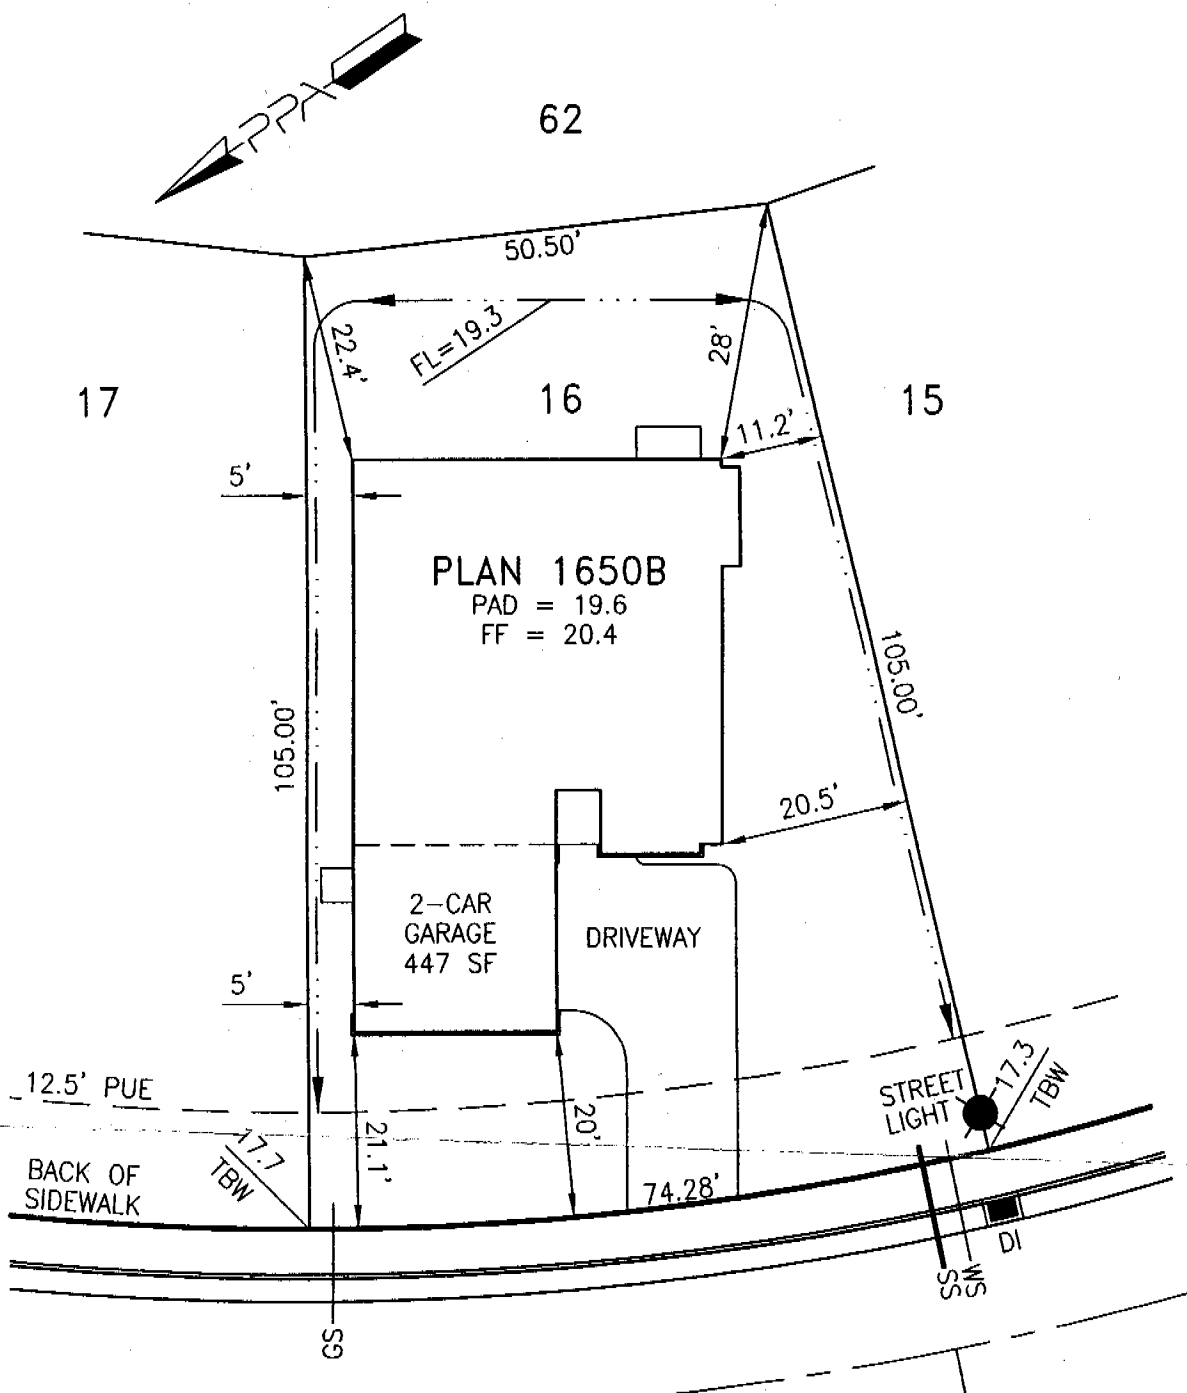 PPX
62
50.50'
FL=19.3
22.4'
28'
17
16
15
11.2'
5'
PLAN 1650B
PAD = 19.6
FF = 20.4
105.00'
105.00'
20.5'
2-CAR
GARAGE
447 SF
DRIVEWAY
5'
12.5' PUE
STREET
LIGHT
17.3
TBW
21.1'
20'
17.7
TBW
BACK OF
SIDEWALK
74.28'
DI
SS
WS
GS